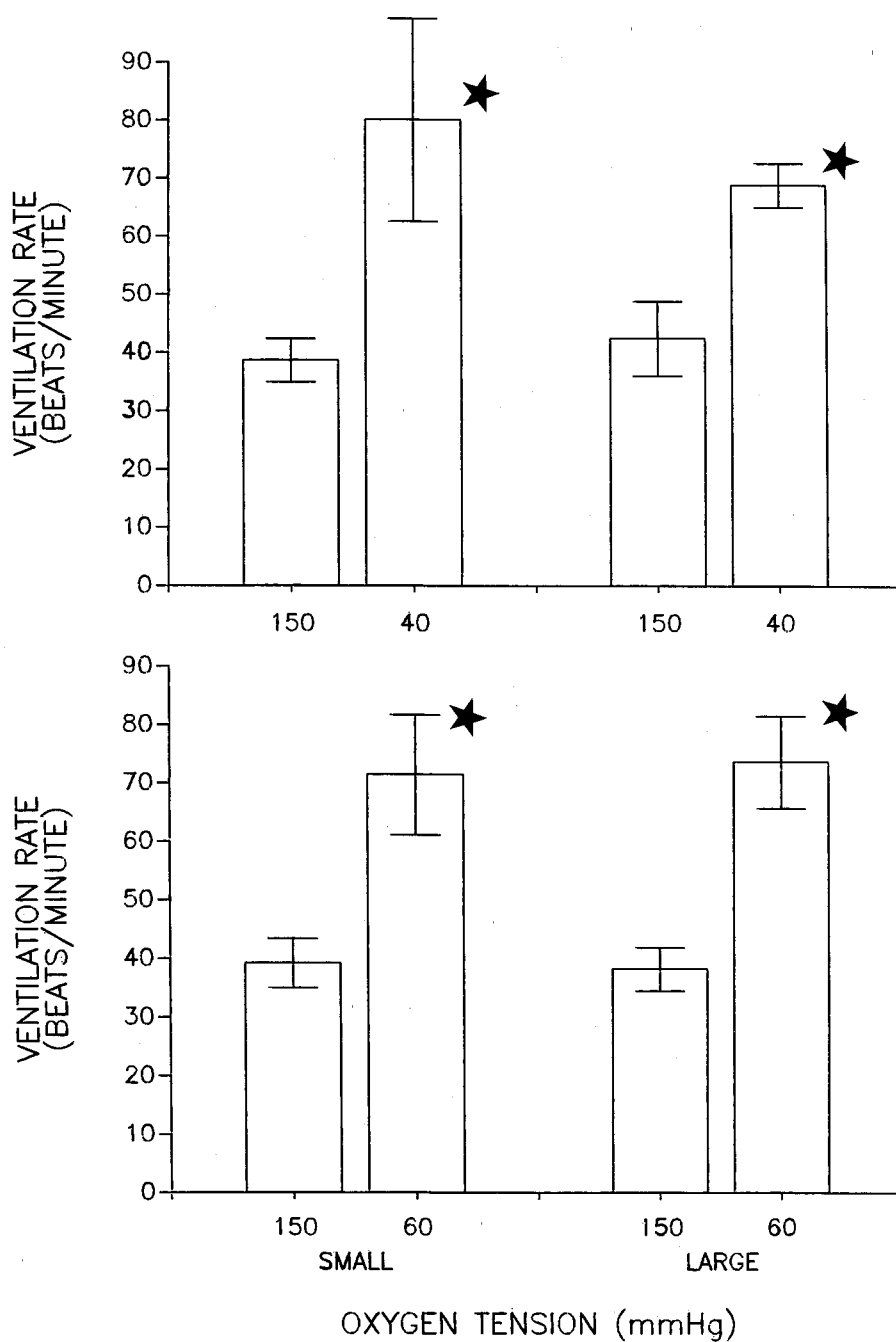 VENTILATION RATE
(BEATS/MINUTE)
90
80
70
60
50
40
30
20
10
0
150 40 150 40
VENTILATION RATE
(BEATS/MINUTE)
90
80
70
60
50
40
30
20
10
0
150 60 150 60
SMALL LARGE
OXYGEN TENSION (mmHg)